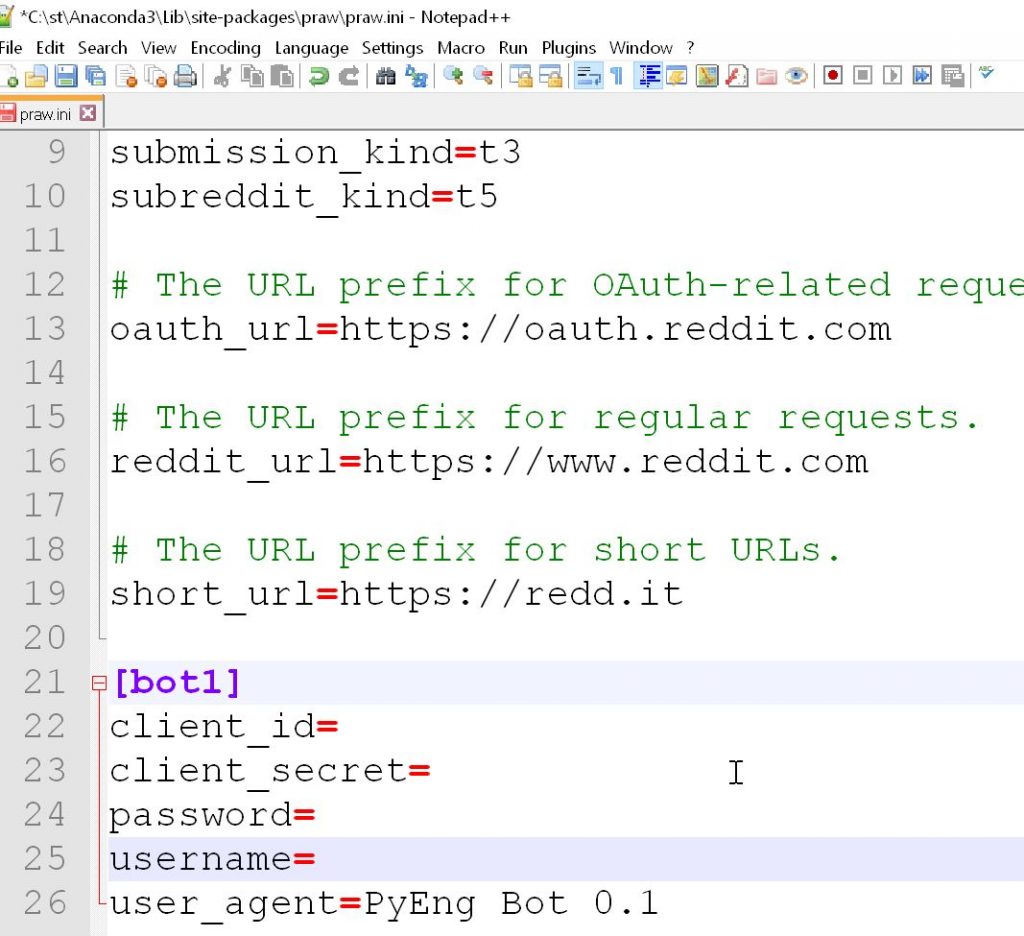 *C:\st\Anaconda3\Lib\site-packages\praw\praw.ini - Notepad++
File Edit Search View Encoding Language Settings Macro Run Plugins Window ?
praw.ini
9 submission_kind=t3
10 subreddit_kind=t5
11
12 # The URL prefix for OAuth-related reque
13 oauth_url=https://oauth.reddit.com
14
15 # The URL prefix for regular requests.
16 reddit_url=https://www.reddit.com
17
18 # The URL prefix for short URLs.
19 short_url=https://redd.it
20
21 [bot1]
22 client_id=
23 client_secret=
24 password=
25 username=
26 user_agent=PyEng Bot 0.1